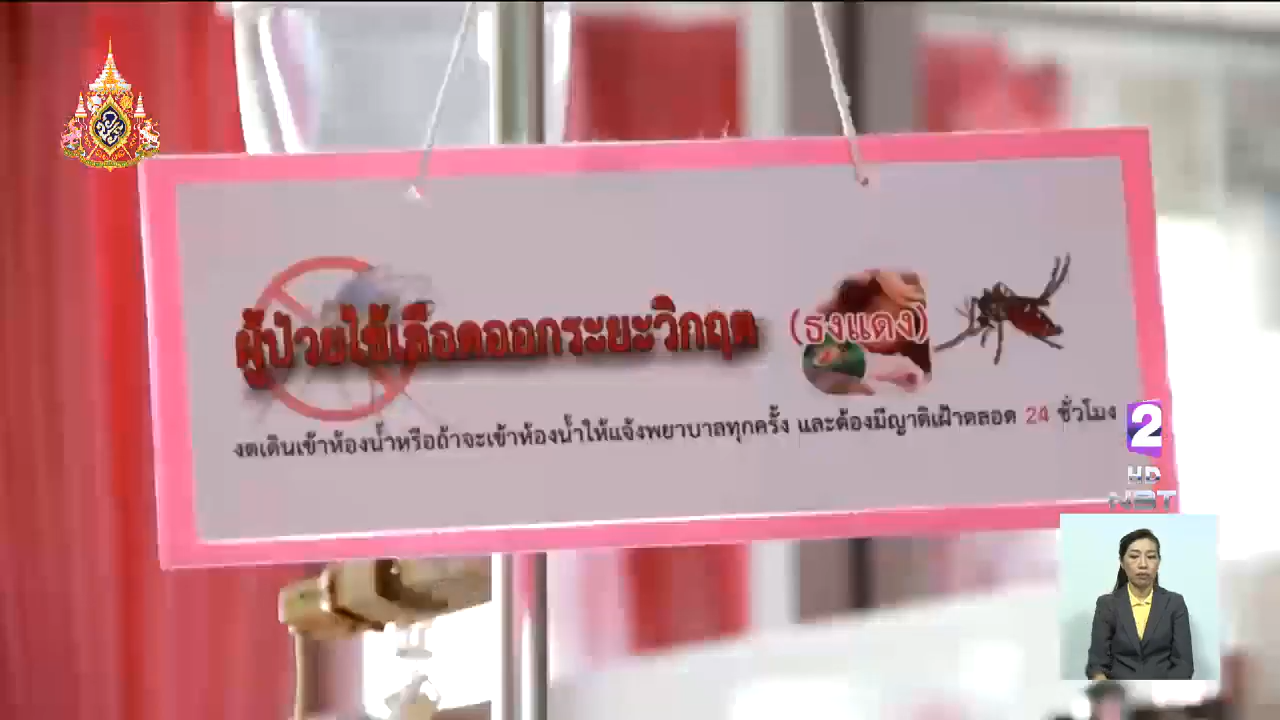 ผู้ป่วยไข้เลือดออกระยะวิกฤต (ธงแดง)
งดเดินเข้าห้องน้ำหรือถ้าจะเข้าห้องน้ำให้แจ้งพยาบาลทุกครั้ง และต้องมีญาติเฝ้าตลอด 24 ชั่วโมง
2
HD
NBT